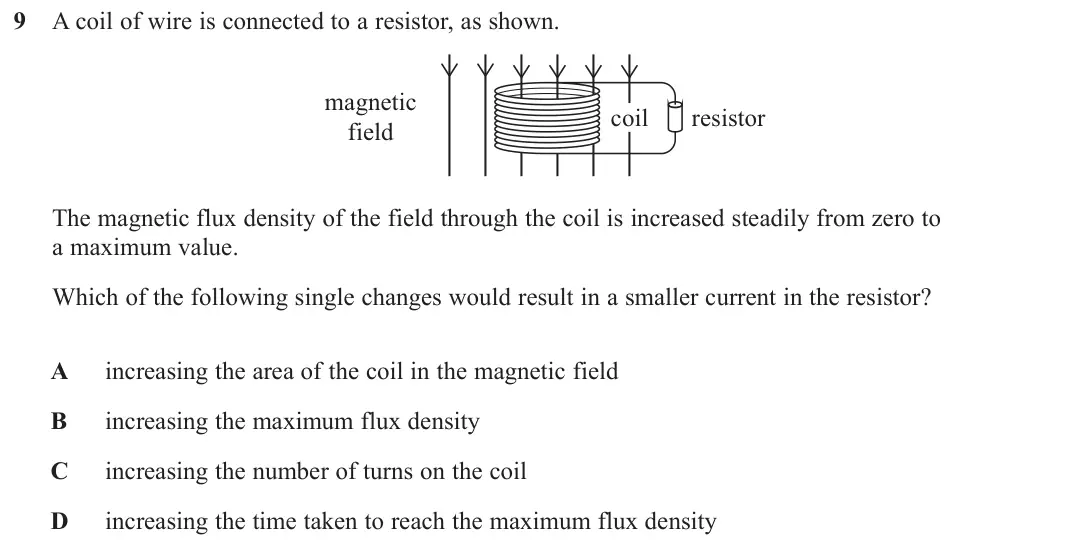 9 A coil of wire is connected to a resistor, as shown.
magnetic
field
coil
resistor
The magnetic flux density of the field through the coil is increased steadily from zero to
a maximum value.
Which of the following single changes would result in a smaller current in the resistor?
A increasing the area of the coil in the magnetic field
B increasing the maximum flux density
C increasing the number of turns on the coil
D increasing the time taken to reach the maximum flux density